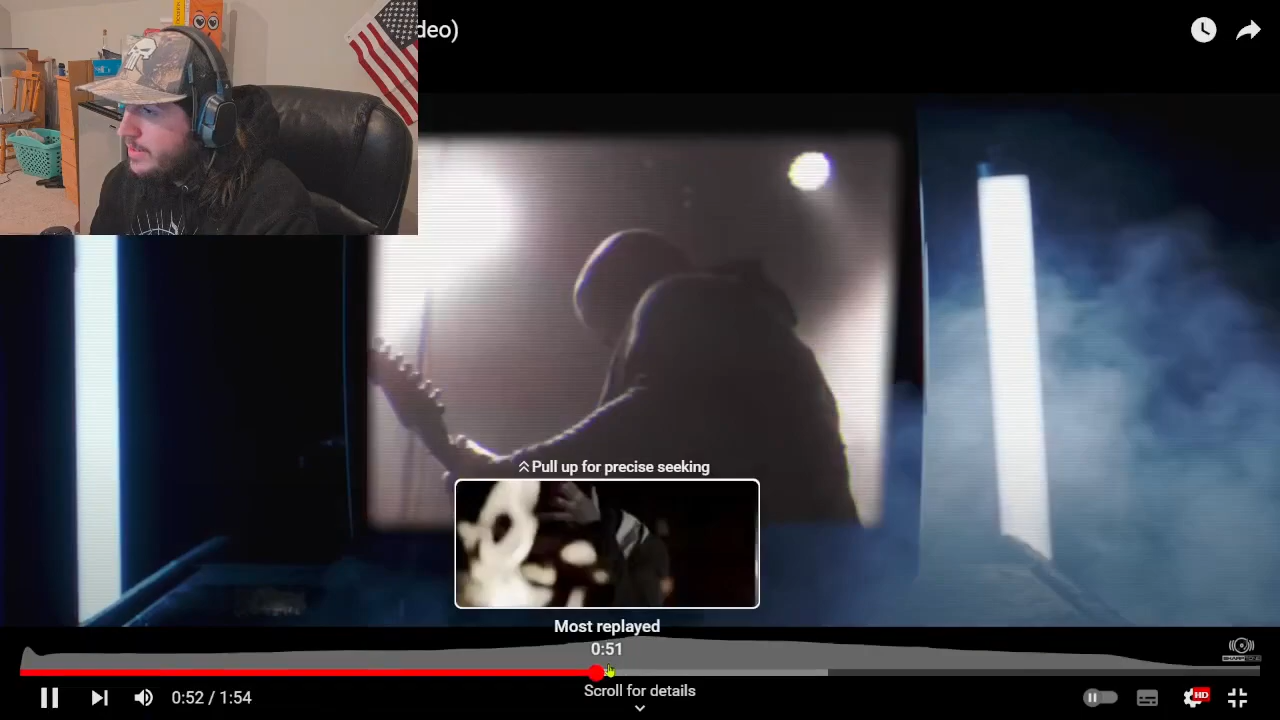 deo)
Pull up for precise seeking
Most replayed
0:51
0:52 / 1:54
Scroll for details
HD